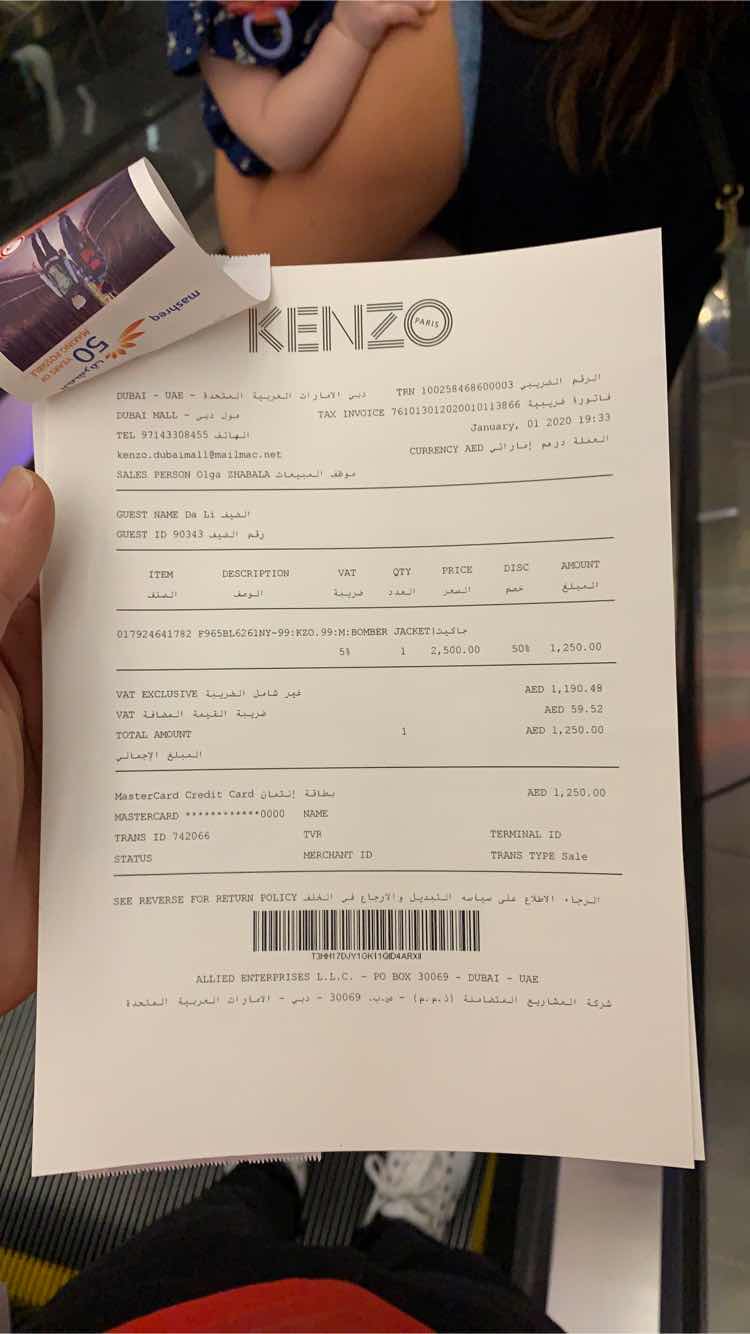 mashreq
المشرق
50
YEARS OF
MAKING POSSIBLE
KENZO
PARIS
DUBAI - UAE - دبي الامارات العربية المتحدة
TRN 100258468600003 الرقم الضريبي
DUBAI MALL - مول دبي
TAX INVOICE 761013012020010113866 فاتورة ضريبية
TEL 97143308455 الهاتف
January, 01 2020 19:33
kenzo.dubaimall@mailmac.net
CURRENCY AED العملة درهم إماراتي
SALES PERSON Olga ZHABALA موظف المبيعات
GUEST NAME Da Li الضيف
GUEST ID 90343 رقم الضيف
ITEM DESCRIPTION VAT QTY PRICE DISC AMOUNT
الصنف الوصف ضريبة العدد السعر خصم المبلغ
017924641782 F965BL6261NY-99:KZO.99:M:BOMBER JACKET|جاكيت
5% 1 2,500.00 50% 1,250.00
VAT EXCLUSIVE غير شامل الضريبة AED 1,190.48
VAT ضريبة القيمة المضافة AED 59.52
TOTAL AMOUNT 1 AED 1,250.00
المبلغ الإجمالي
MasterCard Credit Card بطاقة إئتمان AED 1,250.00
MASTERCARD ************0000 NAME
TRANS ID 742066 TVR TERMINAL ID
STATUS MERCHANT ID TRANS TYPE Sale
SEE REVERSE FOR RETURN POLICY الرجاء الاطلاع على سياسه التبديل والارجاع في الخلف
T3HH17DJY1GK11QID4ARXII
ALLIED ENTERPRISES L.L.C. - PO BOX 30069 - DUBAI - UAE
شركة المشاريع المتضامنة (ذ.م.م) - ص.ب. 30069 - دبي - الامارات العربية المتحدة